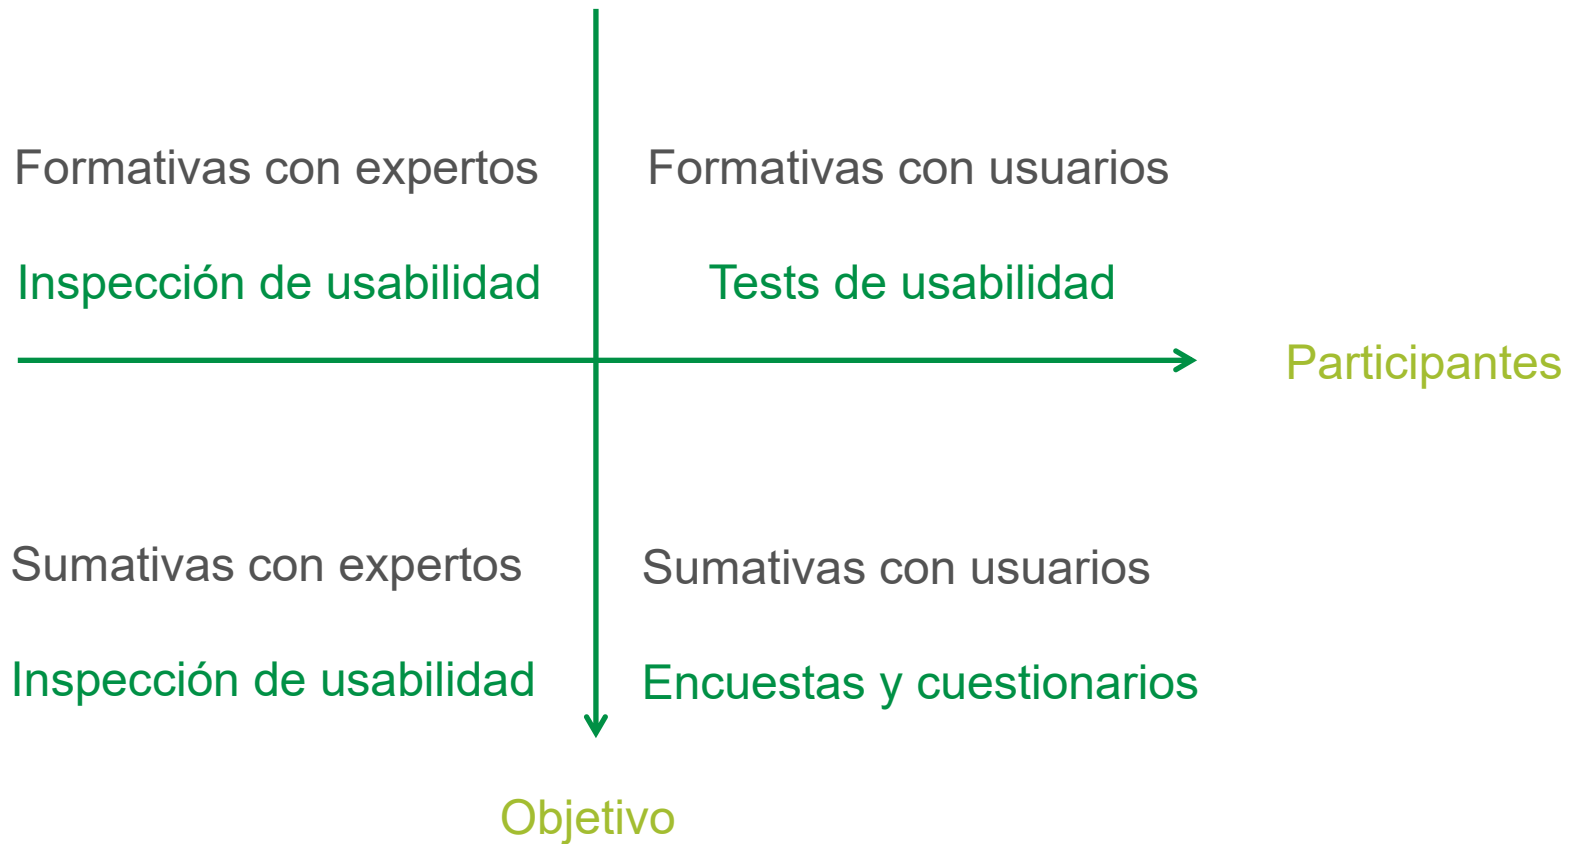 Formativas con expertos
Formativas con usuarios
Inspección de usabilidad
Tests de usabilidad
Participantes
Sumativas con expertos
Sumativas con usuarios
Inspección de usabilidad
Encuestas y cuestionarios
Objetivo